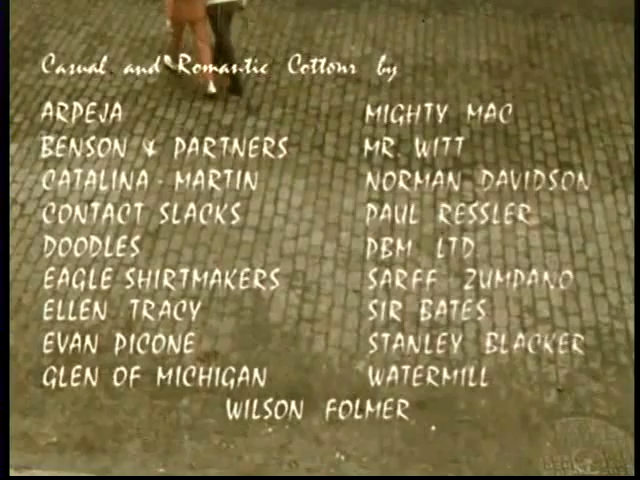 Casual and Romantic Cottons by
ARPEJA
BENSON & PARTNERS
CATALINA-MARTIN
CONTACT SLACKS
DOODLES
EAGLE SHIRTMAKERS
ELLEN TRACY
EVAN PICONE
GLEN OF MICHIGAN
MIGHTY MAC
MR. WITT
NORMAN DAVIDSON
PAUL RESSLER
PBM LTD
SARFF ZUMPANO
SIR BATES
STANLEY BLACKER
WATERMILL
WILSON FOLMER